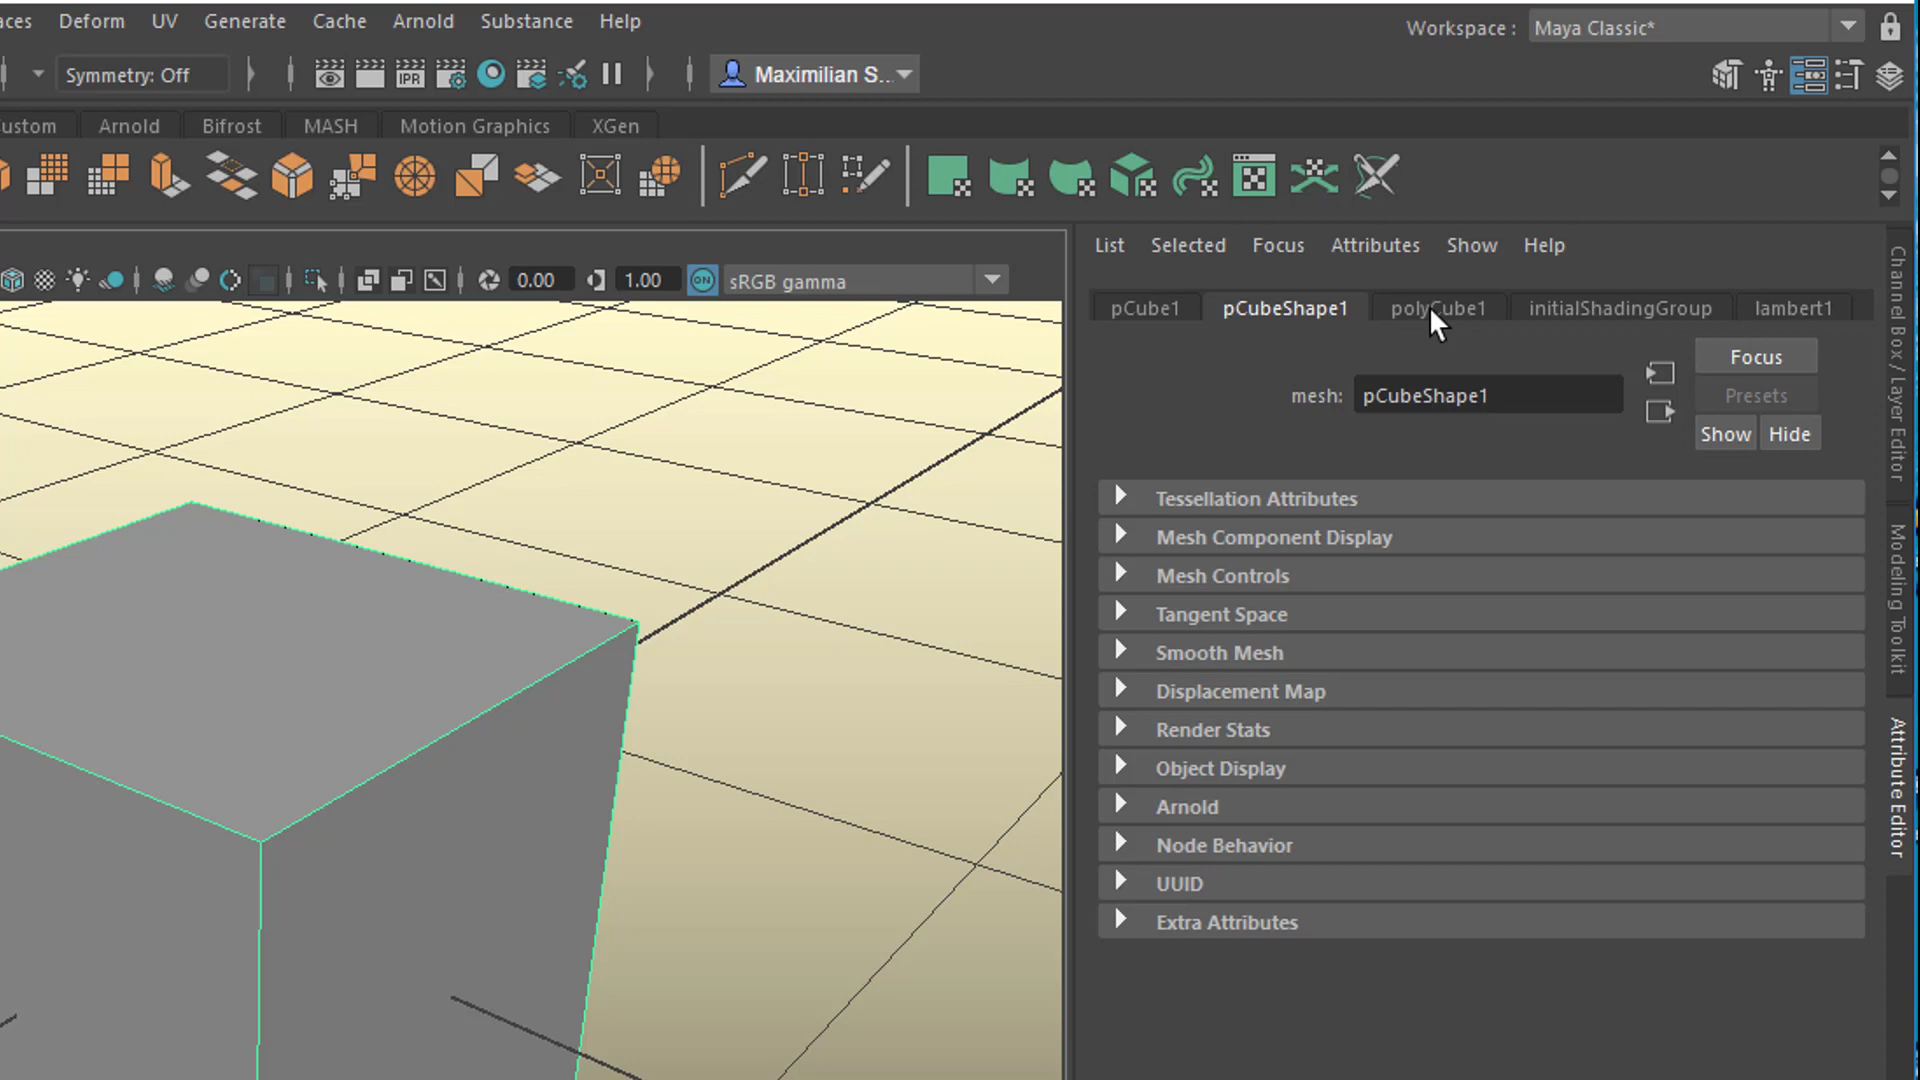 aces Deform UV Generate Cache Arnold Substance Help
Workspace : Maya Classic*
Symmetry: Off
IPR
Maximilian S...
ustom Arnold Bifrost MASH Motion Graphics XGen
List Selected Focus Attributes Show Help
0.00 1.00 ON sRGB gamma
pCube1 pCubeShape1 polyCube1 initialShadingGroup lambert1
Focus
mesh: pCubeShape1
Presets
Show Hide
Tessellation Attributes
Mesh Component Display
Mesh Controls
Tangent Space
Smooth Mesh
Displacement Map
Render Stats
Object Display
Arnold
Node Behavior
UUID
Extra Attributes
Channel Box / Layer Editor
Modeling Toolkit
Attribute Editor